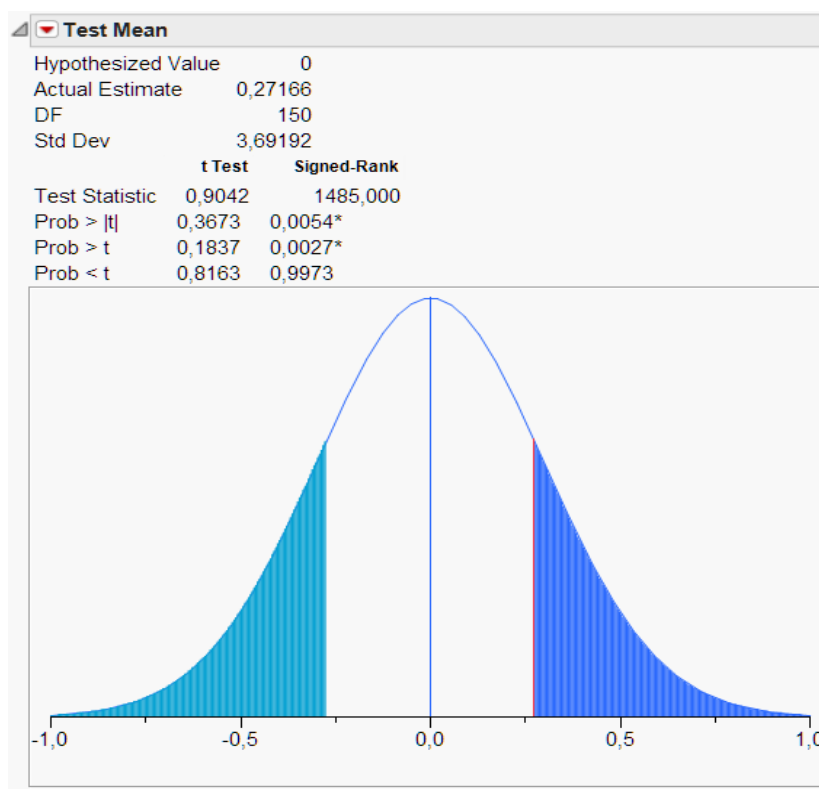 Test Mean
Hypothesized Value 0
Actual Estimate 0,27166
DF 150
Std Dev 3,69192
t Test Signed-Rank
Test Statistic 0,9042 1485,000
Prob > |t| 0,3673 0,0054*
Prob > t 0,1837 0,0027*
Prob < t 0,8163 0,9973
-1,0 -0,5 0,0 0,5 1,0